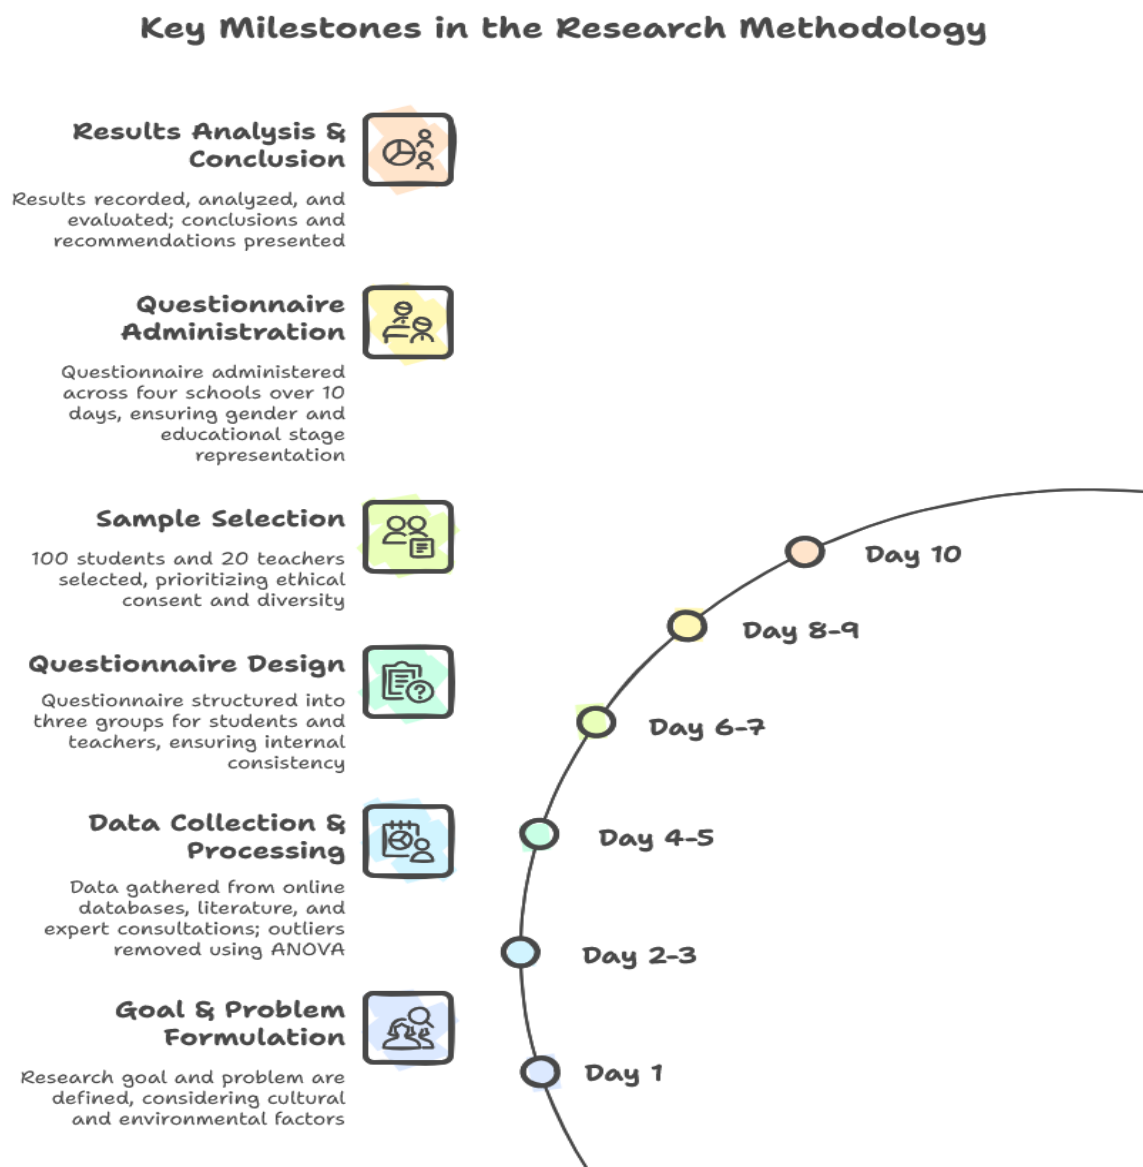 Key Milestones in the Research Methodology
Results Analysis &
Conclusion
Results recorded, analyzed, and
evaluated; conclusions and
recommendations presented
Questionnaire
Administration
Questionnaire administered
across four schools over 10
days, ensuring gender and
educational stage
representation
Sample Selection
100 students and 20 teachers
selected, prioritizing ethical
consent and diversity
Questionnaire Design
Questionnaire structured into
three groups for students and
teachers, ensuring internal
consistency
Data Collection &
Processing
Data gathered from online
databases, literature, and
expert consultations; outliers
removed using ANOVA
Goal & Problem
Formulation
Research goal and problem are
defined, considering cultural
and environmental factors
Day 10
Day 8-9
Day 6-7
Day 4-5
Day 2-3
Day 1